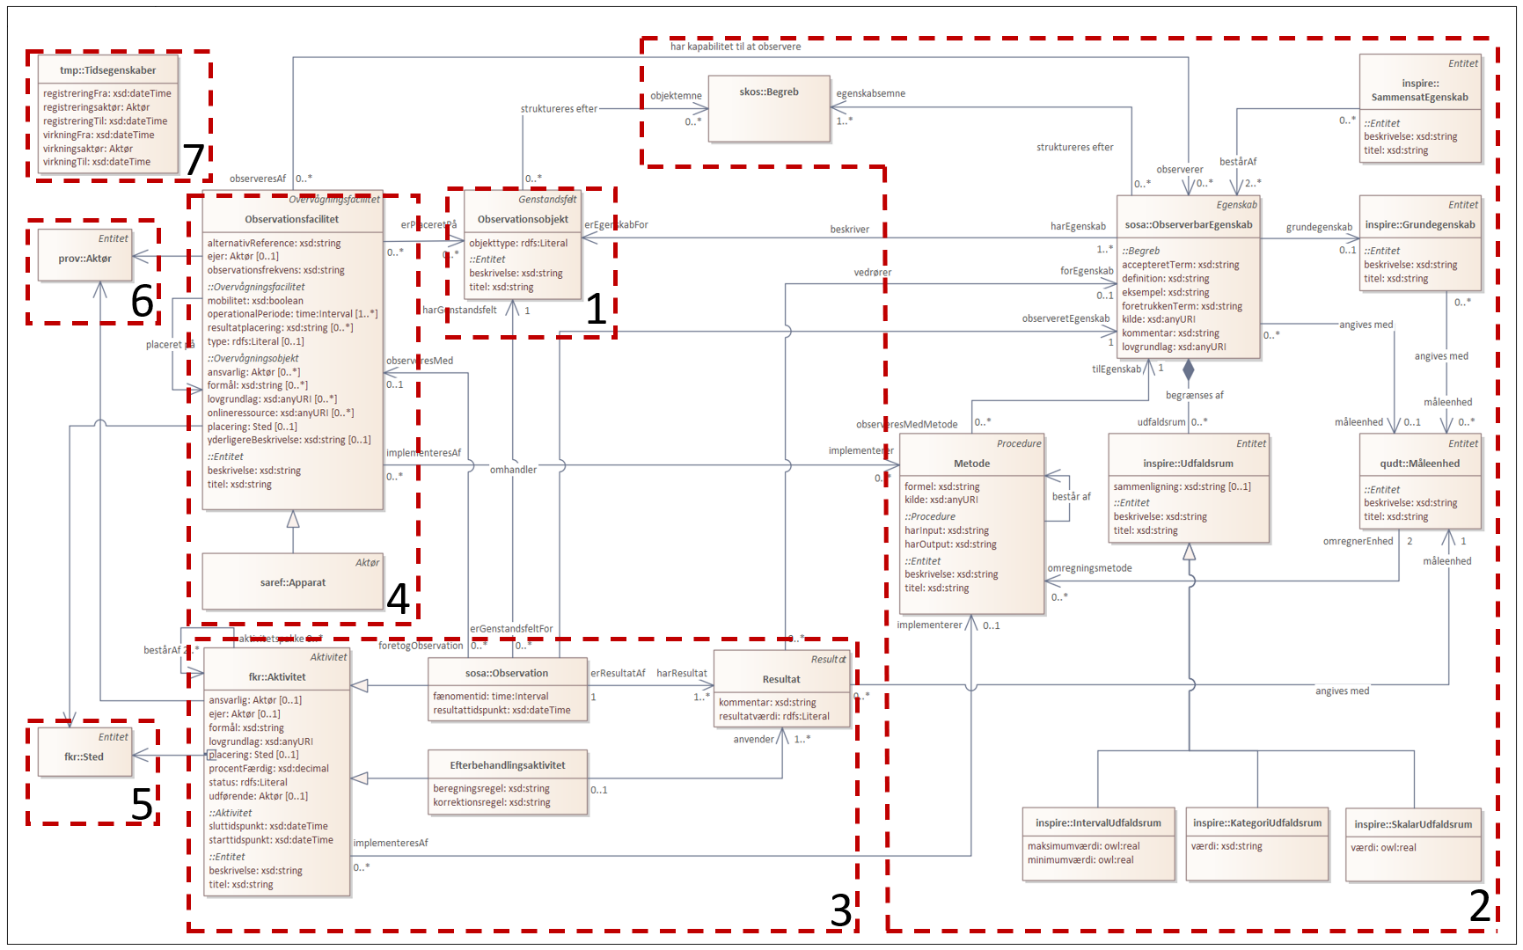 har kapabilitet til at observere
tmp::Tidsegenskaber
registreringFra: xsd:dateTime
registreringsaktør: Aktør
registreringTil: xsd:dateTime
virkningFra: xsd:dateTime
virkningsaktør: Aktør
virkningTil: xsd:dateTime
7
skos::Begreb
objektemne
0..*
egenskabsemne
1..*
struktureres efter
struktureres efter
Entitet
inspire::
SammensatEgenskab
::Entitet
beskrivelse: xsd:string
titel: xsd:string
0..*
bestårAf
2..*
observeresAf
0..*
0..*
observerer
0..*
0..*
Overvågningsfacilitet
Observationsfacilitet
alternativReference: xsd:string
ejer: Aktør [0..1]
observationsfrekvens: xsd:string
::Overvågningsfacilitet
mobilitet: xsd:boolean
operationalPeriode: time:Interval [1..*]
resultatplacering: xsd:string [0..*]
type: rdfs:Literal [0..1]
::Overvågningsobjekt
ansvarlig: Aktør [0..*]
formål: xsd:string [0..*]
lovgrundlag: xsd:anyURI [0..*]
onlineressource: xsd:anyURI [0..*]
placering: Sted [0..1]
yderligereBeskrivelse: xsd:string [0..1]
::Entitet
beskrivelse: xsd:string
titel: xsd:string
placeret på
erPlaceretPå
0..*
0..*
Genstandsfelt
Observationsobjekt
objekttype: rdfs:Literal
::Entitet
beskrivelse: xsd:string
titel: xsd:string
1
erEgenskabFor
beskriver
harEgenskab
1..*
Egenskab
sosa::ObserverbarEgenskab
::Begreb
accepteretTerm: xsd:string
definition: xsd:string
eksempel: xsd:string
foretrukkenTerm: xsd:string
kilde: xsd:anyURI
kommentar: xsd:string
lovgrundlag: xsd:anyURI
grundegenskab
0..1
Entitet
inspire::Grundegenskab
::Entitet
beskrivelse: xsd:string
titel: xsd:string
0..*
Entitet
prov::Aktør
6
vedrører
forEgenskab
0..1
harGenstandsfelt
1
observeretEgenskab
1
0..*
angives med
angives med
måleenhed
måleenhed
0..1
0..*
observeresMed
0..1
tilEgenskab
1
begrænses af
udfaldsrum
0..*
observeresMedMetode
0..*
implementeresAf
0..*
omhandler
implementerer
0..*
Procedure
Metode
formel: xsd:string
kilde: xsd:anyURI
::Procedure
harInput: xsd:string
harOutput: xsd:string
::Entitet
beskrivelse: xsd:string
titel: xsd:string
består af
Entitet
inspire::Udfaldsrum
sammenligning: xsd:string [0..1]
::Entitet
beskrivelse: xsd:string
titel: xsd:string
Entitet
qudt::Måleenhed
::Entitet
beskrivelse: xsd:string
titel: xsd:string
omregnerEnhed
2
1
måleenhed
omregningsmetode
0..*
Aktør
saref::Apparat
4
implementerer
0..1
aktivitetspakke 0..*
bestårAf 2..*
erGenstandsfeltFor
foretogObservation
0..*
0..*
0..*
Aktivitet
fkr::Aktivitet
ansvarlig: Aktør [0..1]
ejer: Aktør [0..1]
formål: xsd:string
lovgrundlag: xsd:anyURI
placering: Sted [0..1]
procentFærdig: xsd:decimal
status: rdfs:Literal
udførende: Aktør [0..1]
::Aktivitet
sluttidspunkt: xsd:dateTime
starttidspunkt: xsd:dateTime
::Entitet
beskrivelse: xsd:string
titel: xsd:string
sosa::Observation
fænomentid: time:Interval
resultattidspunkt: xsd:dateTime
erResultatAf
1
harResultat
1..*
Resultat
Resultat
kommentar: xsd:string
resultatværdi: rdfs:Literal
0..*
angives med
Entitet
fkr::Sted
5
anvender
1..*
Efterbehandlingsaktivitet
beregningsregel: xsd:string
korrektionsregel: xsd:string
0..1
implementeresAf
0..*
3
inspire::IntervalUdfaldsrum
maksimumværdi: owl:real
minimumværdi: owl:real
inspire::KategoriUdfaldsrum
værdi: xsd:string
inspire::SkalarUdfaldsrum
værdi: owl:real
2